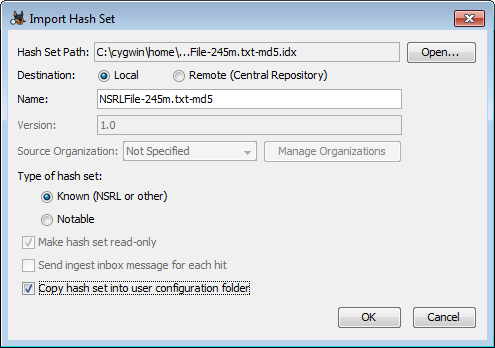 Import Hash Set
Hash Set Path: C:\cygwin\home\...File-245m.txt-md5.idx Open...
Destination: Local Remote (Central Repository)
Name: NSRLFile-245m.txt-md5
Version: 1.0
Source Organization: Not Specified Manage Organizations
Type of hash set:
Known (NSRL or other)
Notable
Make hash set read-only
Send ingest inbox message for each hit
Copy hash set into user configuration folder
OK Cancel